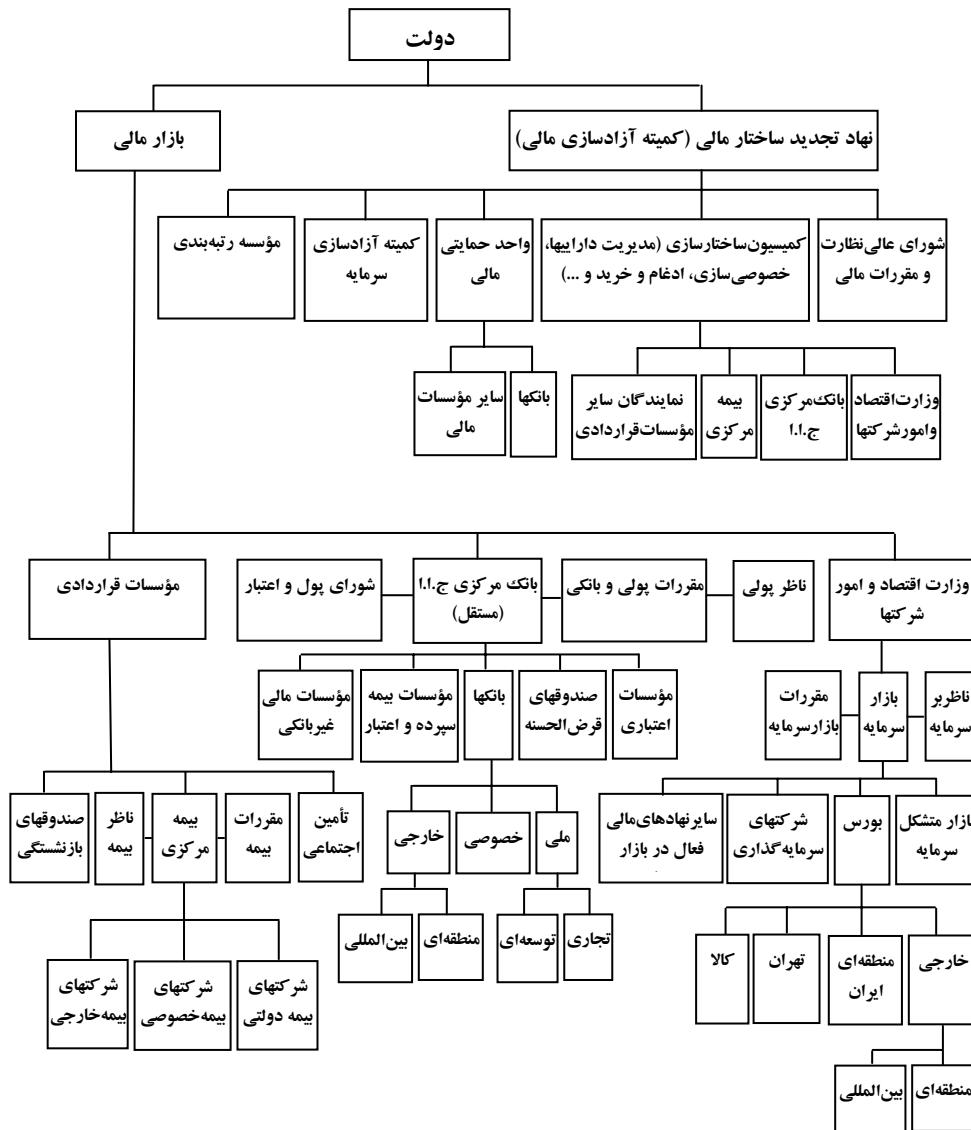 دولت
نهاد تجدید ساختار مالی (کمیته آزادسازی مالی)
بازار مالی
شورای عالی‌نظارت
و مقررات مالی
کمیسیون‌ساختارسازی (مدیریت داراییها،
خصوصی‌سازی، ادغام و خرید و ...)
واحد حمایتی
مالی
کمیته آزادسازی
سرمایه
مؤسسه رتبه‌بندی
وزارت‌اقتصاد
وامورشرکتها
بانک‌مرکزی
ج.ا.ا
بیمه
مرکزی
نمایندگان سایر
مؤسسات‌قراردادی
بانکها
سایر مؤسسات
مالی
وزارت اقتصاد و امور
شرکتها
ناظر پولی
مقررات پولی و بانکی
بانک مرکزی ج.ا.ا
(مستقل)
شورای پول و اعتبار
مؤسسات قراردادی
ناظربر
سرمایه
بازار
سرمایه
مقررات
بازارسرمایه
مؤسسات
اعتباری
صندوقهای
قرض‌الحسنه
بانکها
مؤسسات بیمه
سپرده و اعتبار
مؤسسات مالی
غیربانکی
بازار متشکل
سرمایه
بورس
شرکتهای
سرمایه‌گذاری
سایرنهادهای‌مالی
فعال در بازار
.
ملی
خصوصی
خارجی
تأمین
اجتماعی
مقررات
بیمه
بیمه
مرکزی
ناظر
بیمه
صندوقهای
بازنشستگی
خارجی
منطقه‌ای
ایران
تهران
کالا
تجاری
توسعه‌ای
منطقه‌ای
بین‌المللی
شرکتهای
بیمه دولتی
شرکتهای
بیمه‌خصوصی
شرکتهای
بیمه‌خارجی
منطقه‌ای
بین‌المللی